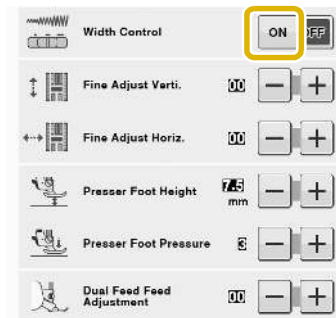 Width Control ON OFF
Fine Adjust Verti. 00 − +
Fine Adjust Horiz. 00 − +
Presser Foot Height 7.5 mm − +
Presser Foot Pressure 3 − +
Dual Feed Feed
Adjustment 00 − +